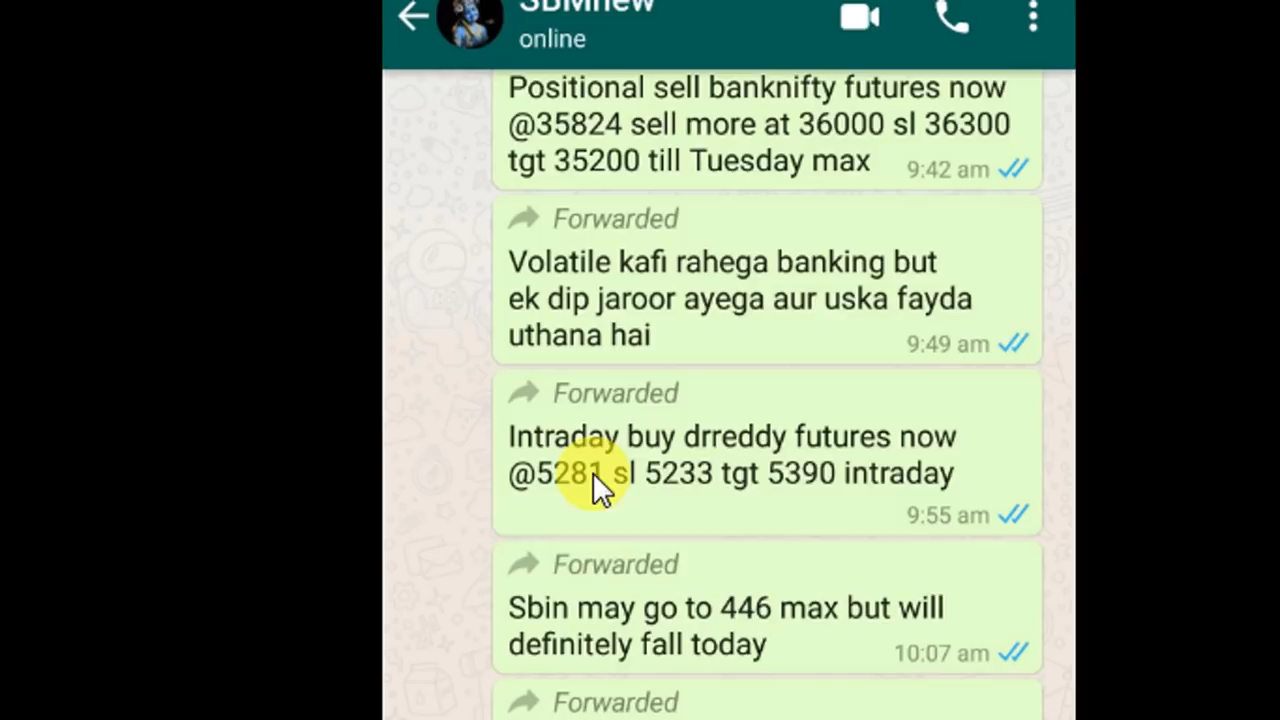 SBMnew
online
Positional sell banknifty futures now
@35824 sell more at 36000 sl 36300
tgt 35200 till Tuesday max
9:42 am
Forwarded
Volatile kafi rahega banking but
ek dip jaroor ayega aur uska fayda
uthana hai
9:49 am
Forwarded
Intraday buy drreddy futures now
@5281 sl 5233 tgt 5390 intraday
9:55 am
Forwarded
Sbin may go to 446 max but will
definitely fall today
10:07 am
Forwarded